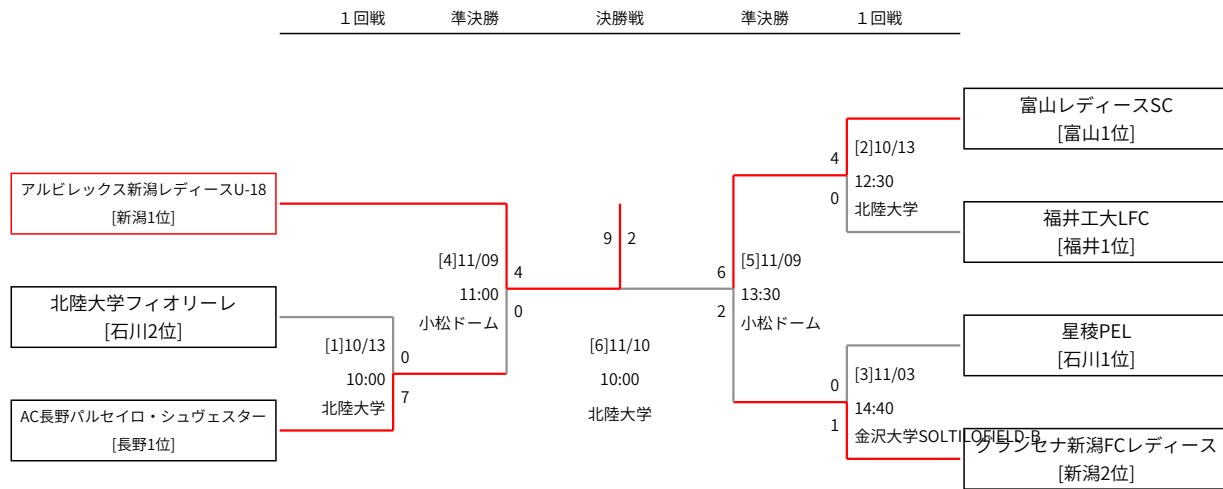 １回戦 準決勝 決勝戦 準決勝 １回戦
富山レディースSC
[富山1位]
4
[2]10/13
12:30
北陸大学
0
福井工大LFC
[福井1位]
アルビレックス新潟レディースU-18
[新潟1位]
[4]11/09
11:00
小松ドーム
4
0
9 2
6
2
[5]11/09
13:30
小松ドーム
北陸大学フィオリーレ
[石川2位]
[1]10/13
10:00
北陸大学
0
7
AC長野パルセイロ・シュヴェスター
[長野1位]
[6]11/10
10:00
北陸大学
星稜PEL
[石川1位]
0
1
[3]11/03
14:40
金沢大学SOLTILOFIELD-B
グランセナ新潟FCレディース
[新潟2位]